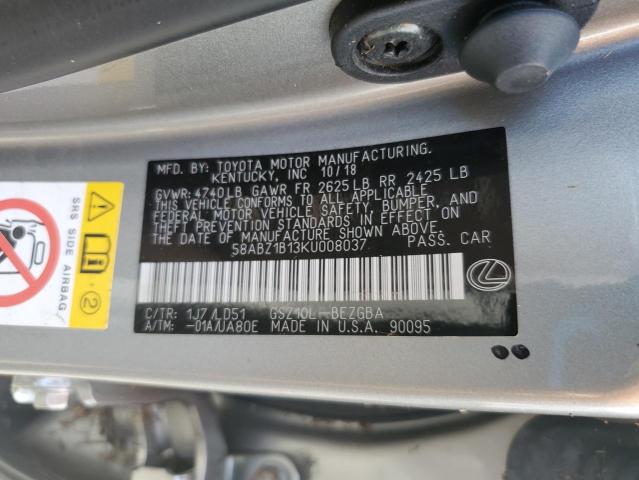 MFD. BY: TOYOTA MOTOR MANUFACTURING.
KENTUCKY, INC 10/18
GVWR: 4740LB GAWR FR 2625LB RR 2425 LB
THIS VEHICLE CONFORMS TO ALL APPLICABLE
FEDERAL MOTOR VEHICLE SAFETY, BUMPER, AND
THEFT PREVENTION STANDARDS IN EFFECT ON
THE DATE OF MANUFACTURE SHOWN ABOVE.
58ABZ1B13KU008037 PASS. CAR
C/TR: 1J7/LD51 GSZ10L-BEZGBA
A/TM: -01A/UA80E MADE IN U.S.A. 90095
SRS SIDE AIRBAG
2